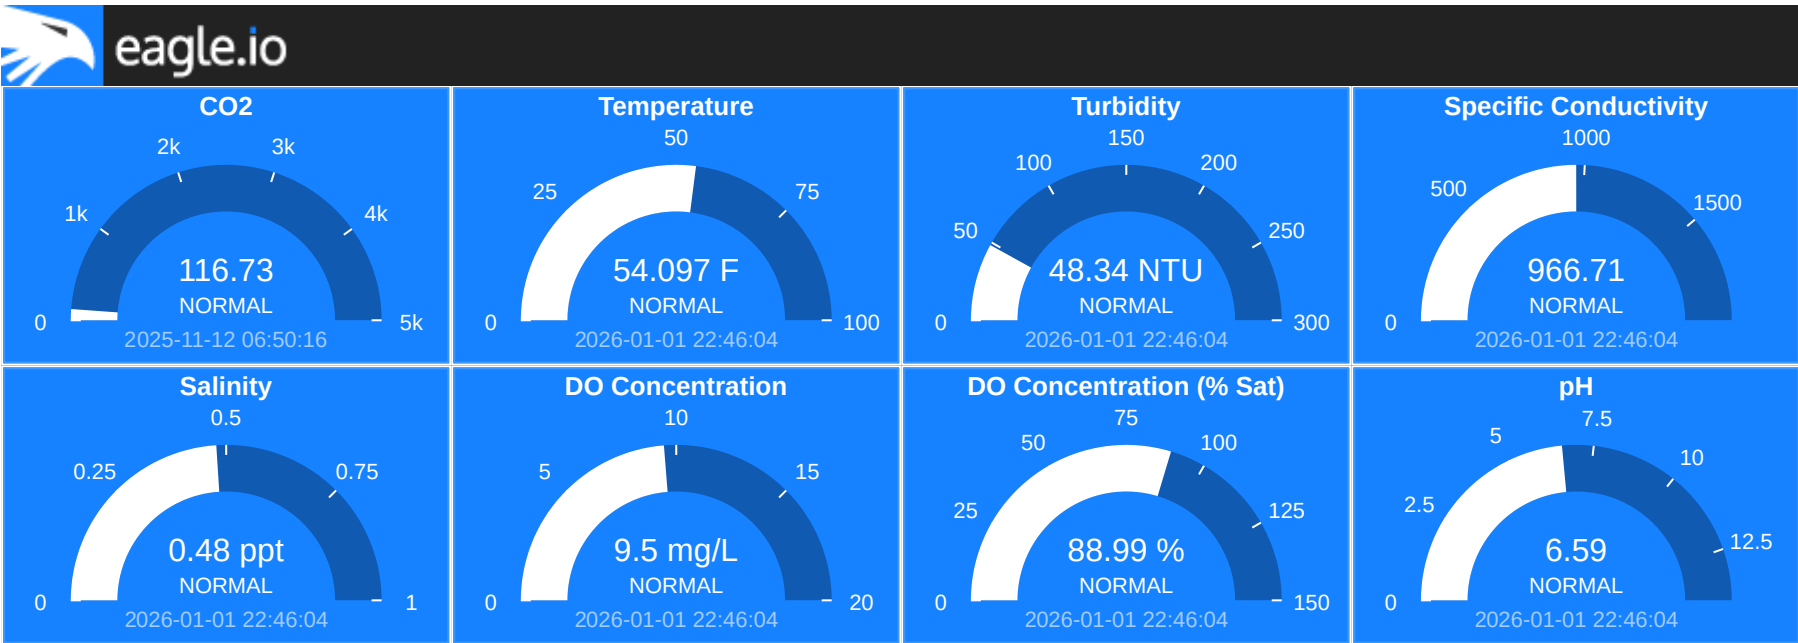 eagle.io
CO2
2k
3k
1k
4k
116.73
NORMAL
0
5k
2025-11-12 06:50:16
Temperature
50
25
75
54.097 F
NORMAL
0
100
2026-01-01 22:46:04
Turbidity
150
100
200
50
250
48.34 NTU
NORMAL
0
300
2026-01-01 22:46:04
Specific Conductivity
1000
500
1500
966.71
NORMAL
0
2026-01-01 22:46:04
Salinity
0.5
0.25
0.75
0.48 ppt
NORMAL
0
1
2026-01-01 22:46:04
DO Concentration
10
5
15
9.5 mg/L
NORMAL
0
20
2026-01-01 22:46:04
DO Concentration (% Sat)
75
50
100
25
125
88.99 %
NORMAL
0
150
2026-01-01 22:46:04
pH
7.5
5
10
2.5
12.5
6.59
NORMAL
0
2026-01-01 22:46:04